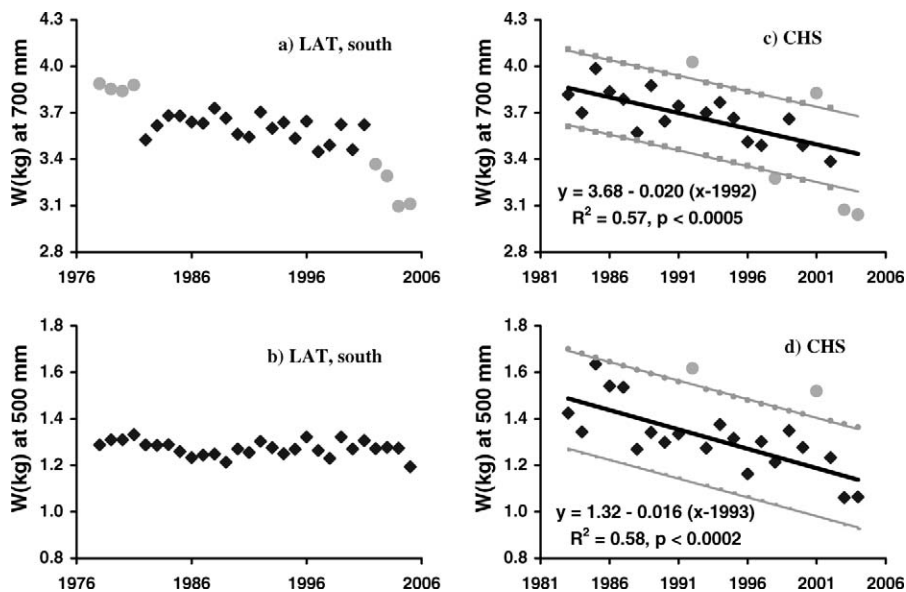 4.3
4.0
3.7
3.4
3.1
2.8
W(kg) at 700 mm
a) LAT, south
1976 1986 1996 2006
4.3
4.0
3.7
3.4
3.1
2.8
W(kg) at 700 mm
c) CHS
y = 3.68 - 0.020 (x-1992)
R² = 0.57, p < 0.0005
1981 1986 1991 1996 2001 2006
1.8
1.6
1.4
1.2
1.0
0.8
W(kg) at 500 mm
b) LAT, south
1976 1986 1996 2006
1.8
1.6
1.4
1.2
1.0
0.8
W(kg) at 500 mm
d) CHS
y = 1.32 - 0.016 (x-1993)
R² = 0.58, p < 0.0002
1981 1986 1991 1996 2001 2006